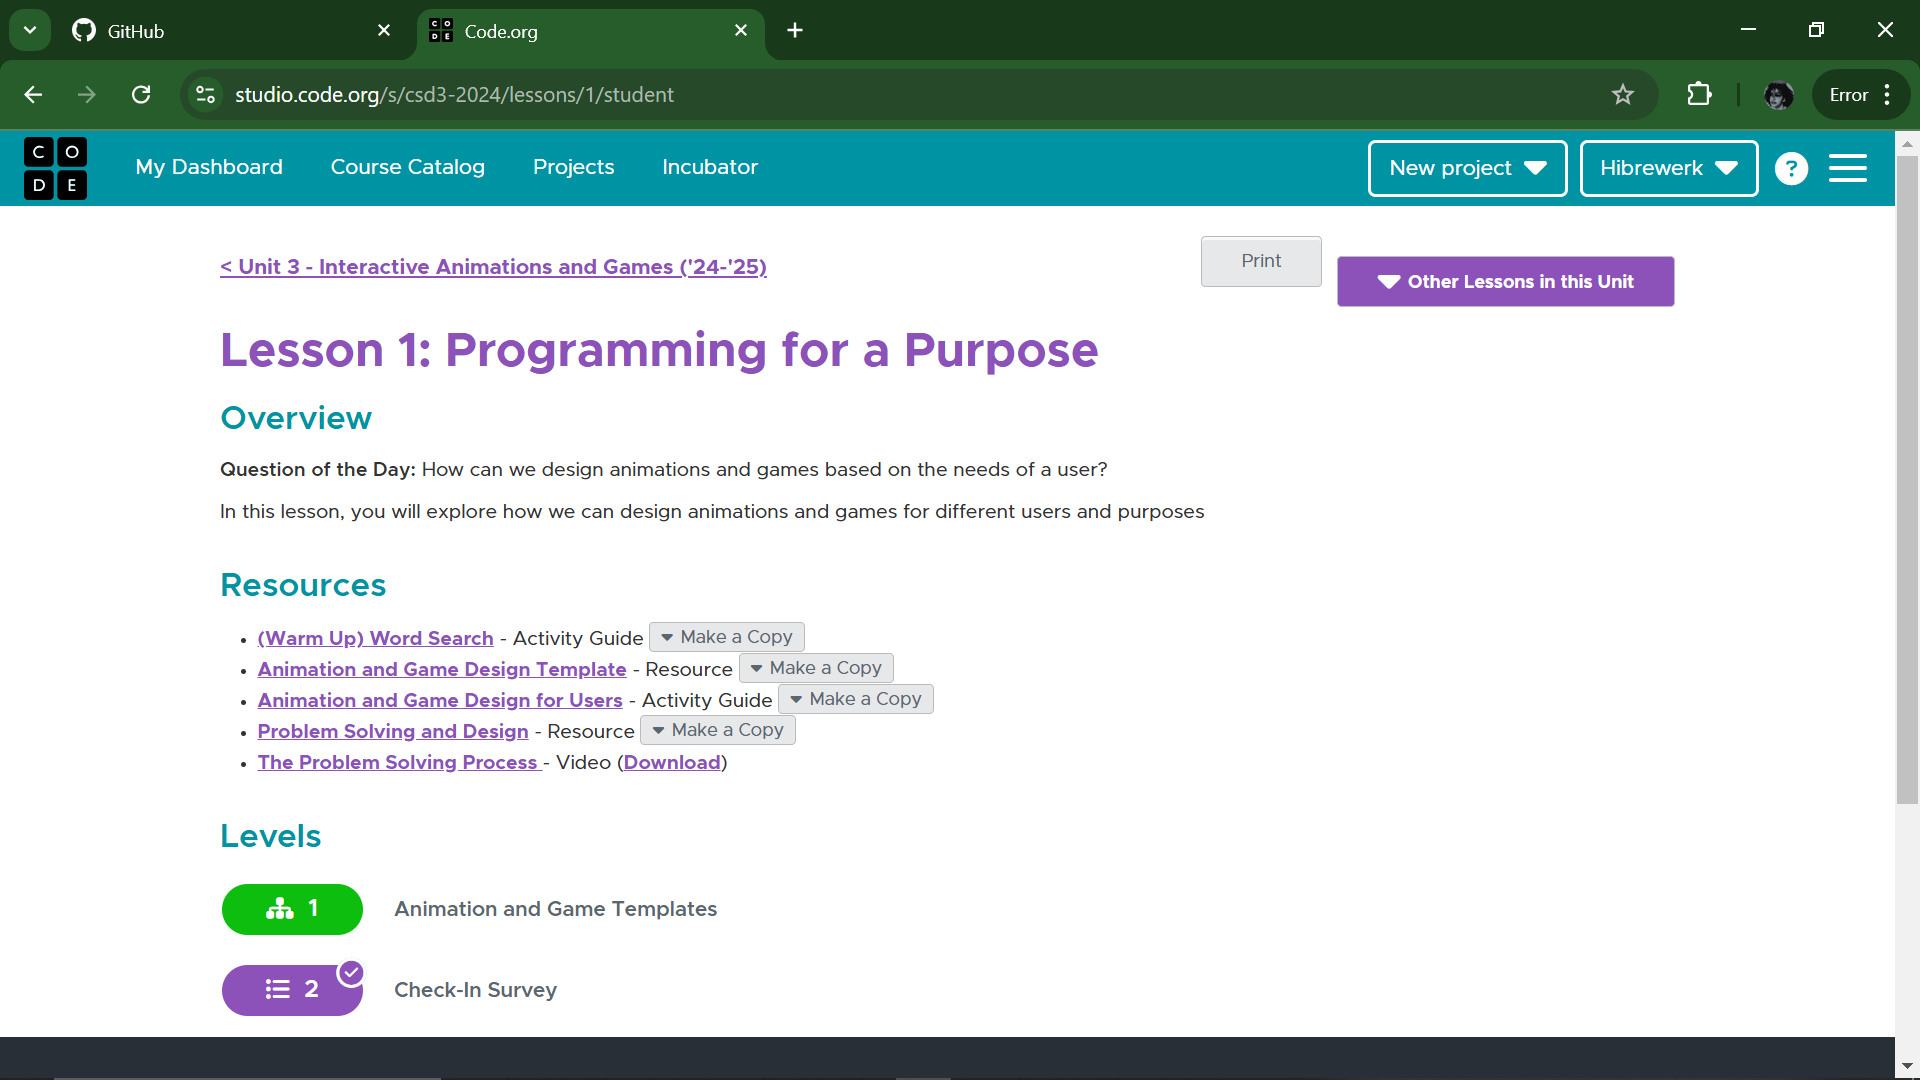 GitHub
Code.org
studio.code.org/s/csd3-2024/lessons/1/student
Error
CODE
My Dashboard
Course Catalog
Projects
Incubator
New project
Hibrewerk
?
< Unit 3 - Interactive Animations and Games ('24-'25)
Print
Other Lessons in this Unit
Lesson 1: Programming for a Purpose
Overview
Question of the Day: How can we design animations and games based on the needs of a user?
In this lesson, you will explore how we can design animations and games for different users and purposes
Resources
(Warm Up) Word Search - Activity Guide Make a Copy
Animation and Game Design Template - Resource Make a Copy
Animation and Game Design for Users - Activity Guide Make a Copy
Problem Solving and Design - Resource Make a Copy
The Problem Solving Process - Video (Download)
Levels
1 Animation and Game Templates
2 Check-In Survey